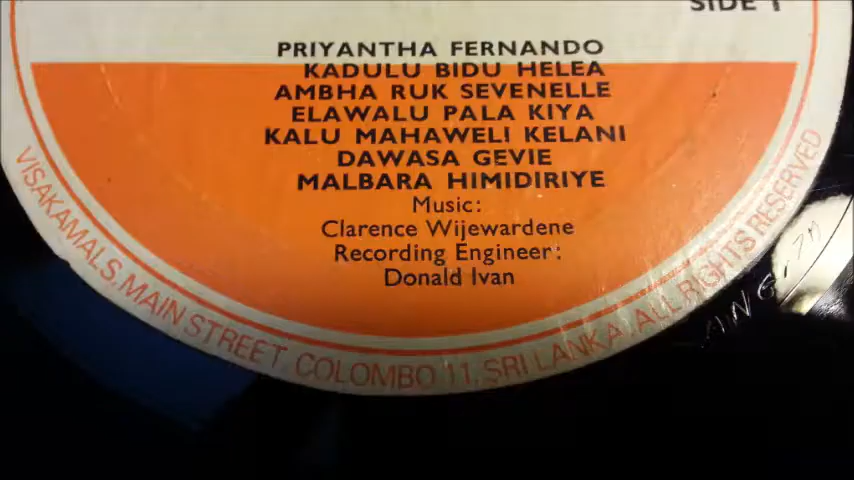 SIDE 1
PRIYANTHA FERNANDO
KADULU BIDU HELEA
AMBHA RUK SEVENELLE
ELAWALU PALA KIYA
KALU MAHAWELI KELANI
DAWASA GEVIE
MALBARA HIMIDIRIYE
Music:
Clarence Wijewardene
Recording Engineer:
Donald Ivan
VISAKAMALS, MAIN STREET COLOMBO 11, SRI LANKA. ALL RIGHTS RESERVED